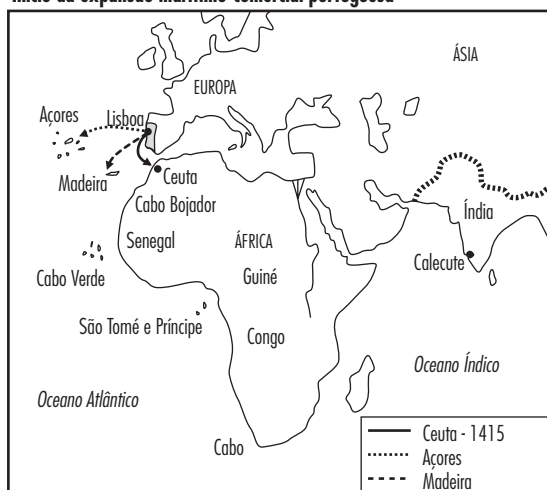 Início da expansão marítimo-comercial portuguesa
ÁSIA
EUROPA
Açores
Lisboa
Madeira
Ceuta
Cabo Bojador
Índia
Senegal
ÁFRICA
Calecute
Cabo Verde
Guiné
São Tomé e Príncipe
Congo
Oceano Índico
Oceano Atlântico
Cabo
Ceuta - 1415
Açores
Madeira